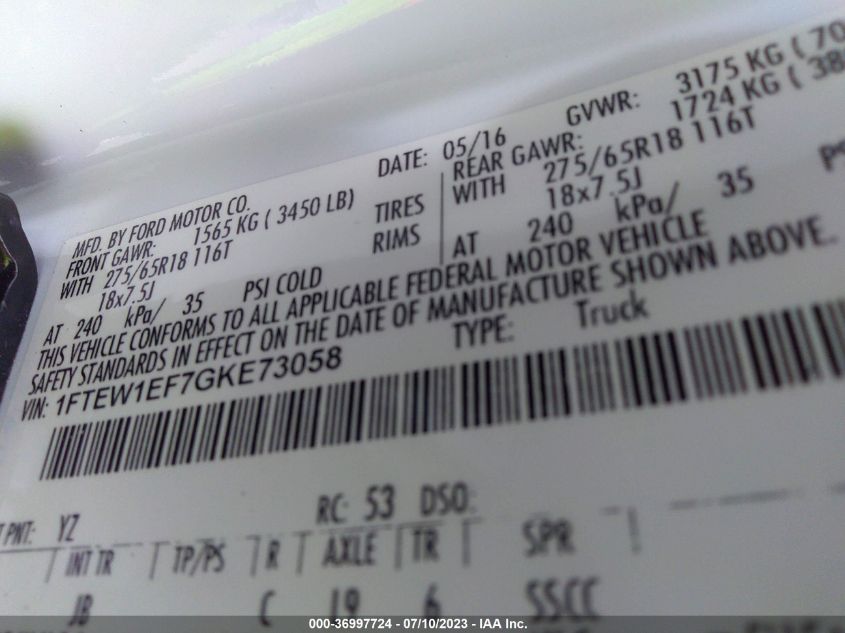 MFD. BY FORD MOTOR CO.
DATE: 05/16
GVWR: 3175 KG ( 70
FRONT GAWR: 1565 KG ( 3450 LB)
REAR GAWR: 1724 KG ( 38
WITH 275/65R18 116T
TIRES
WITH 275/65R18 116T
18x7.5J
RIMS
18x7.5J
AT 240 kPa/ 35 PSI COLD
AT 240 kPa/ 35
THIS VEHICLE CONFORMS TO ALL APPLICABLE FEDERAL MOTOR VEHICLE
SAFETY STANDARDS IN EFFECT ON THE DATE OF MANUFACTURE SHOWN ABOVE.
VIN: 1FTEW1EF7GKE73058
TYPE: Truck
PNT: YZ
RC: 53 DSO:
INT TR TP/PS R AXLE TR SPR
JB C 19 6 SSCC
000-36997724 - 07/10/2023 - IAA Inc.